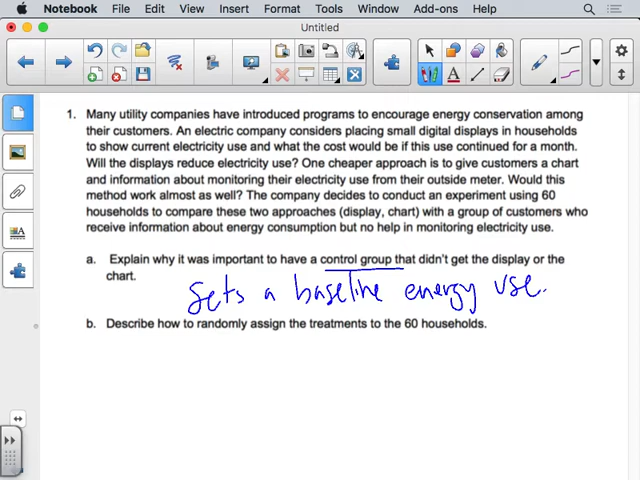 Notebook File Edit View Insert Format Tools Window Add-ons Help
Untitled
1. Many utility companies have introduced programs to encourage energy conservation among
their customers. An electric company considers placing small digital displays in households
to show current electricity use and what the cost would be if this use continued for a month.
Will the displays reduce electricity use? One cheaper approach is to give customers a chart
and information about monitoring their electricity use from their outside meter. Would this
method work almost as well? The company decides to conduct an experiment using 60
households to compare these two approaches (display, chart) with a group of customers who
receive information about energy consumption but no help in monitoring electricity use.
a. Explain why it was important to have a control group that didn't get the display or the
chart.
Sets a baseline energy use.
b. Describe how to randomly assign the treatments to the 60 households.